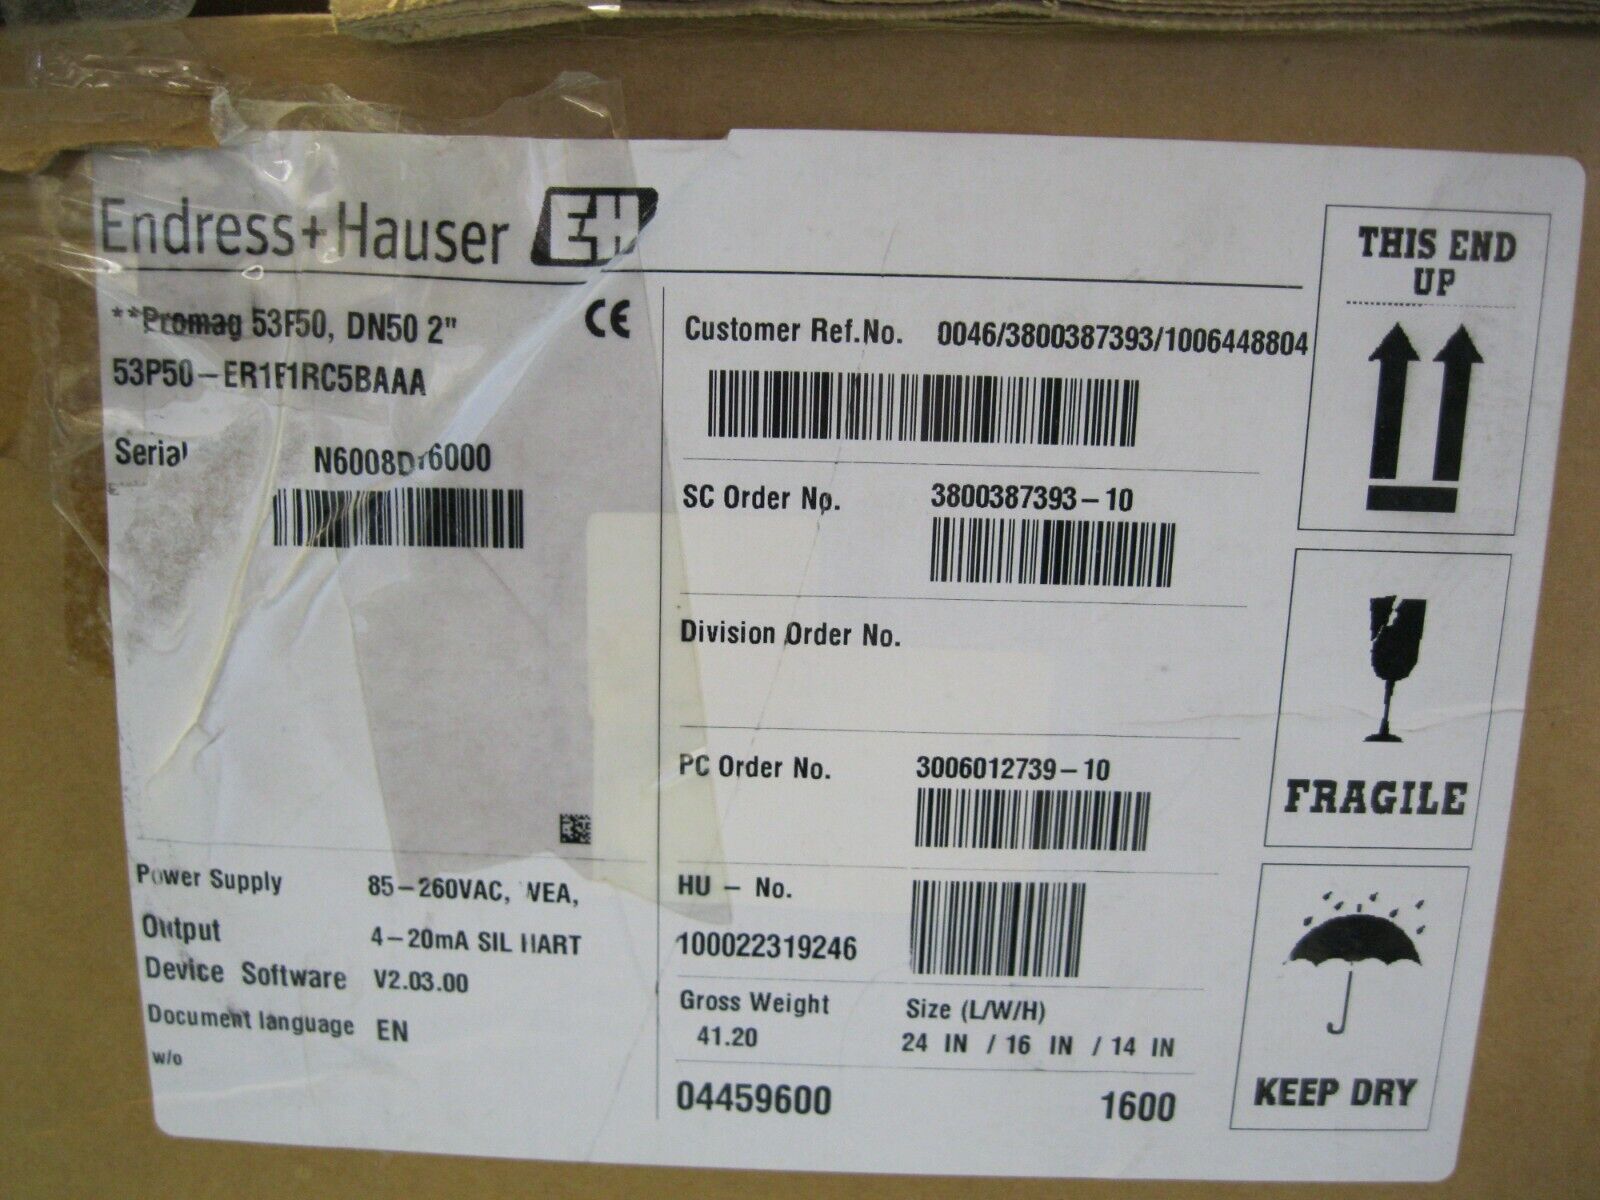 Endress+Hauser
**Promag 53F50, DN50 2"
53P50-ER1F1RC5BAAA
Serial
Power Supply 85-260VAC, WEA,
Output 4-20mA SIL HART
Device Software V2.03.00
Document language EN
w/o
Customer Ref.No. 0046/3800387393/1006448804
SC Order No. 3800387393-10
Division Order No.
PC Order No. 3006012739-10
HU - No.
100022319246
Gross Weight Size (L/W/H)
41.20 24 IN / 16 IN / 14 IN
04459600 1600
THIS END
UP
FRAGILE
KEEP DRY